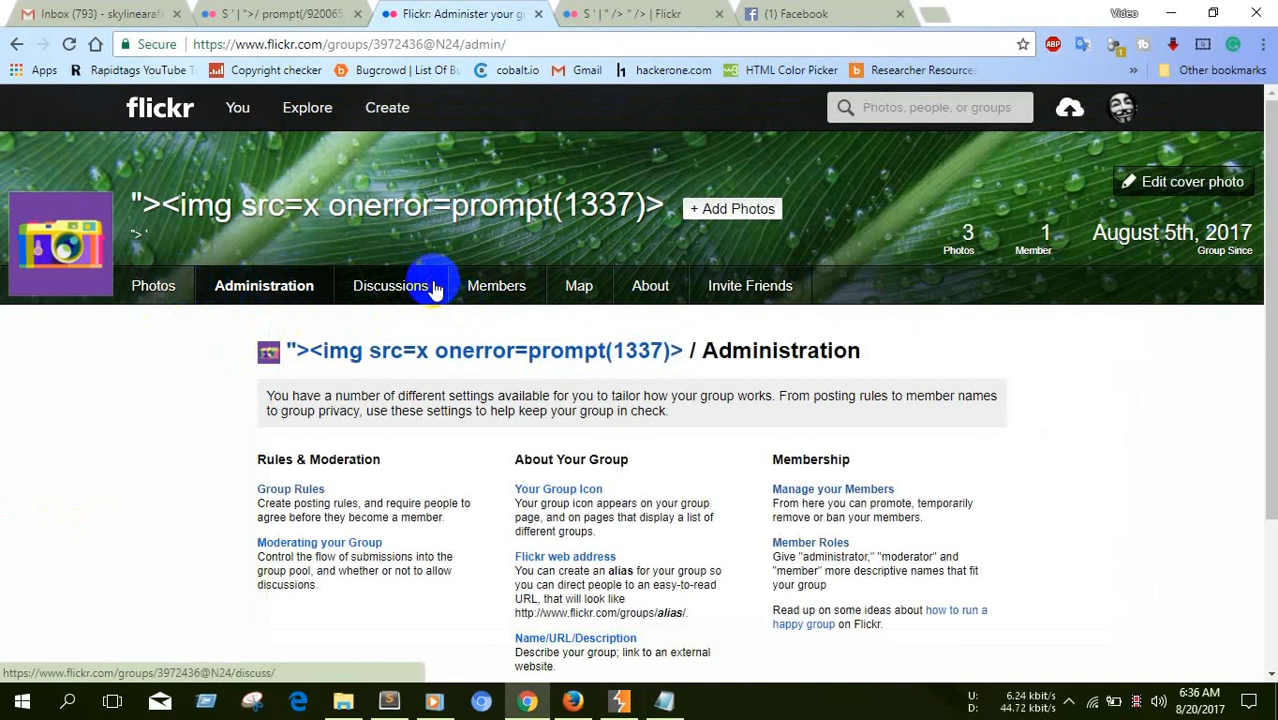 Inbox (793) - skylinearafa
S ' | ">/ prompt(/920065
Flickr: Administer your g
S ' | " /> " /> | Flickr
(1) Facebook
Video
Secure
https://www.flickr.com/groups/3972436@N24/admin/
Apps
Rapidtags YouTube T
Copyright checker
Bugcrowd | List Of Bu
cobalt.io
Gmail
hackerone.com
HTML Color Picker
Researcher Resource
Other bookmarks
flickr
You
Explore
Create
Photos, people, or groups
Edit cover photo
"><img src=x onerror=prompt(1337)>
+ Add Photos
"> '
3
Photos
1
Member
August 5th, 2017
Group Since
Photos
Administration
Discussions
Members
Map
About
Invite Friends
"><img src=x onerror=prompt(1337)> / Administration
You have a number of different settings available for you to tailor how your group works. From posting rules to member names
to group privacy, use these settings to help keep your group in check.
Rules & Moderation
Group Rules
Create posting rules, and require people to
agree before they become a member.
Moderating your Group
Control the flow of submissions into the
group pool, and whether or not to allow
discussions.
About Your Group
Your Group Icon
Your group icon appears on your group
page, and on pages that display a list of
different groups.
Flickr web address
You can create an alias for your group so
you can direct people to an easy-to-read
URL, that will look like
http://www.flickr.com/groups/alias/.
Name/URL/Description
Describe your group; link to an external
website.
Membership
Manage your Members
From here you can promote, temporarily
remove or ban your members.
Member Roles
Give "administrator," "moderator" and
"member" more descriptive names that fit
your group
Read up on some ideas about how to run a
happy group on Flickr.
https://www.flickr.com/groups/3972436@N24/discuss/
U: 6.24 kbit/s
D: 44.72 kbit/s
6:36 AM
8/20/2017